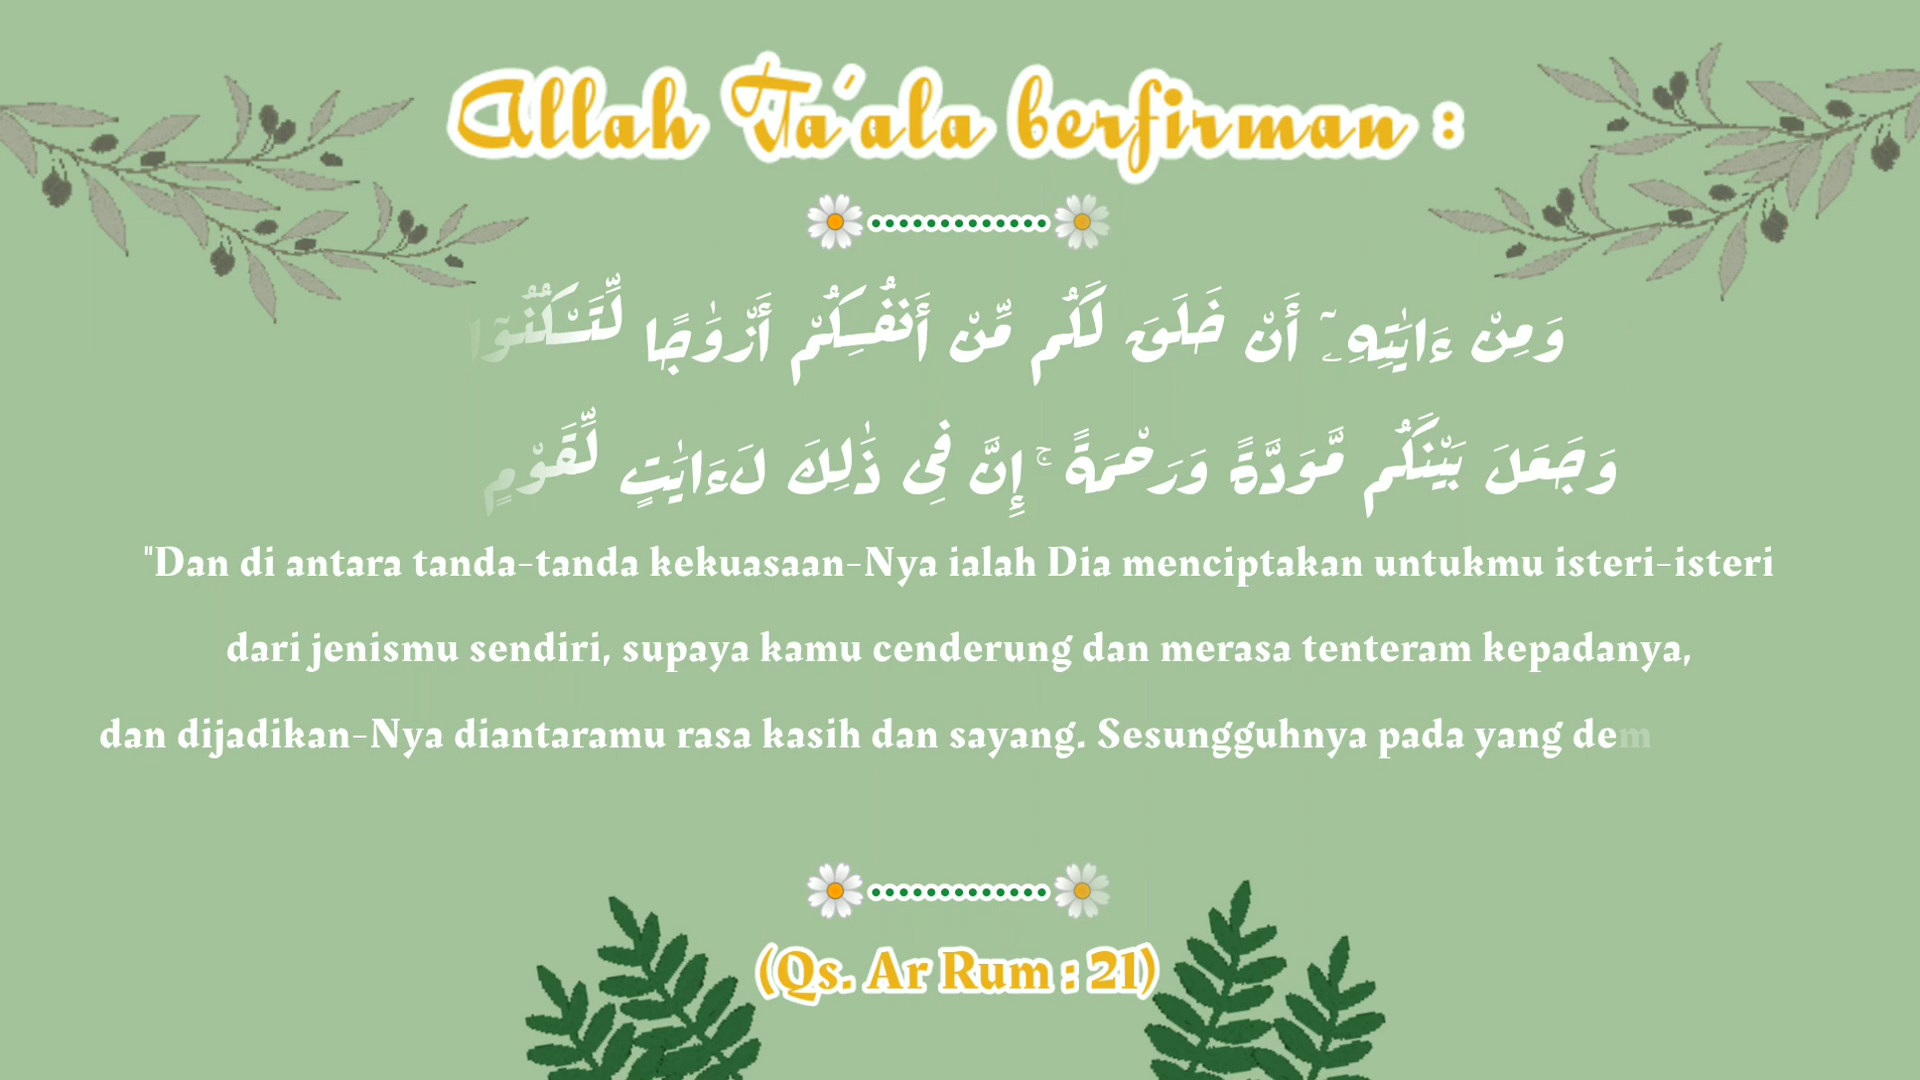 Allah Ta'ala berfirman :
وَمِنْ ءَايَٰتِهِۦٓ أَنْ خَلَقَ لَكُم مِّنْ أَنفُسِكُمْ أَزْوَٰجًا لِّتَسْكُنُوٓا
وَجَعَلَ بَيْنَكُم مَّوَدَّةً وَرَحْمَةً ۚ إِنَّ فِى ذَٰلِكَ لَءَايَٰتٍ لِّقَوْمٍ
"Dan di antara tanda-tanda kekuasaan-Nya ialah Dia menciptakan untukmu isteri-isteri
dari jenismu sendiri, supaya kamu cenderung dan merasa tenteram kepadanya,
dan dijadikan-Nya diantaramu rasa kasih dan sayang. Sesungguhnya pada yang dem
(Qs. Ar Rum : 21)